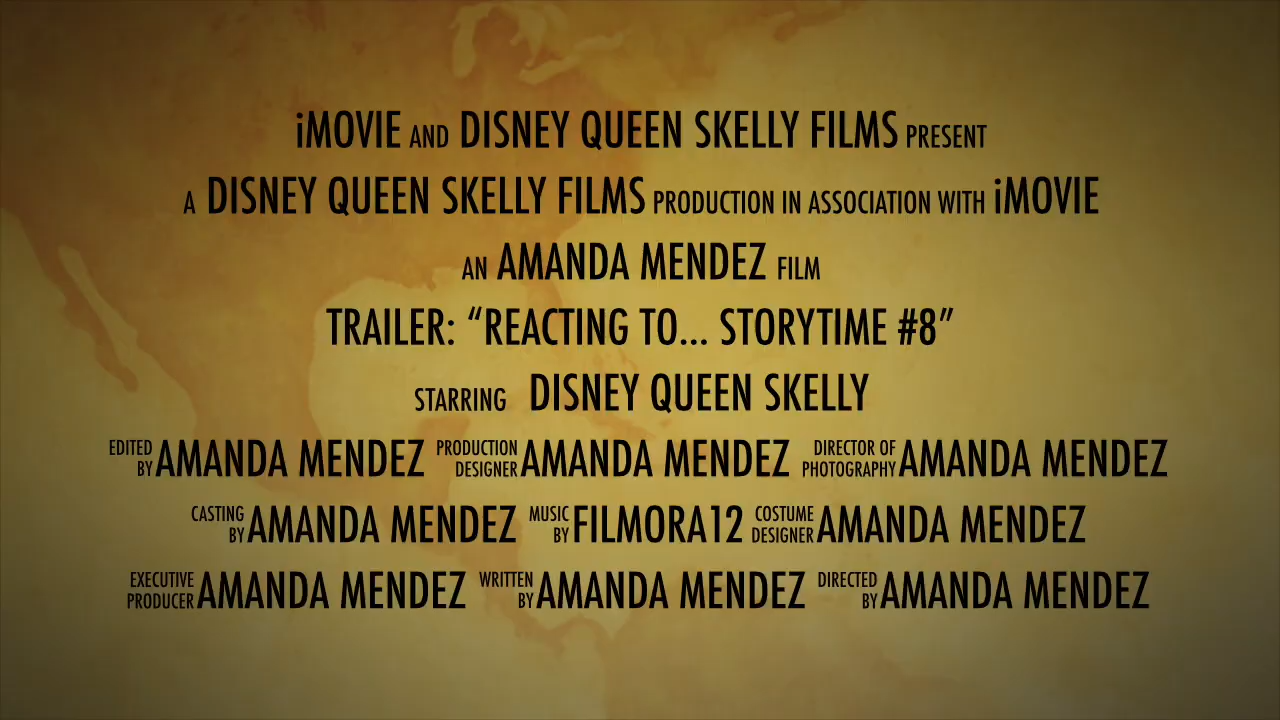 iMOVIE AND DISNEY QUEEN SKELLY FILMS PRESENT
A DISNEY QUEEN SKELLY FILMS PRODUCTION IN ASSOCIATION WITH iMOVIE
AN AMANDA MENDEZ FILM
TRAILER: “REACTING TO... STORYTIME #8”
STARRING DISNEY QUEEN SKELLY
EDITED BY AMANDA MENDEZ PRODUCTION DESIGNER AMANDA MENDEZ DIRECTOR OF PHOTOGRAPHY AMANDA MENDEZ
CASTING BY AMANDA MENDEZ MUSIC BY FILMORA12 COSTUME DESIGNER AMANDA MENDEZ
EXECUTIVE PRODUCER AMANDA MENDEZ WRITTEN BY AMANDA MENDEZ DIRECTED BY AMANDA MENDEZ